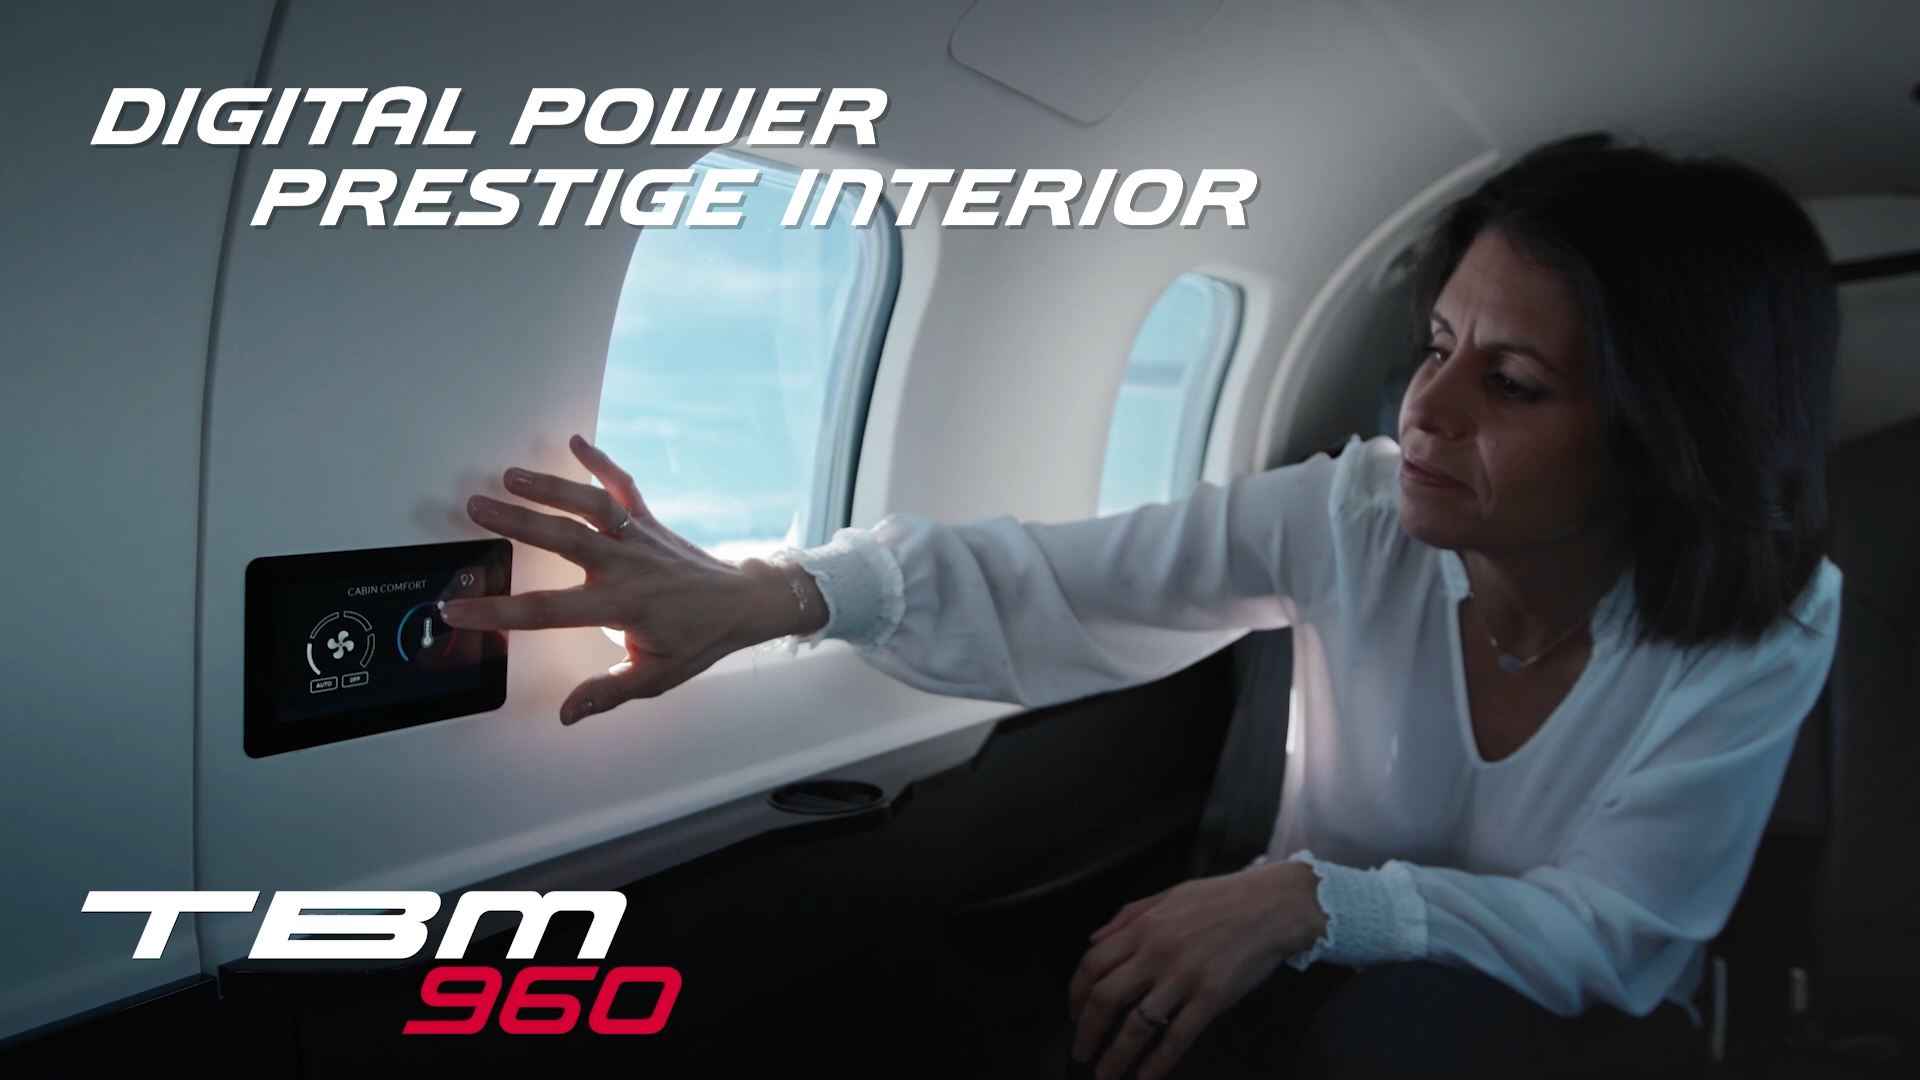 DIGITAL POWER
PRESTIGE INTERIOR
CABIN COMFORT
AUTO OFF
TBM
960